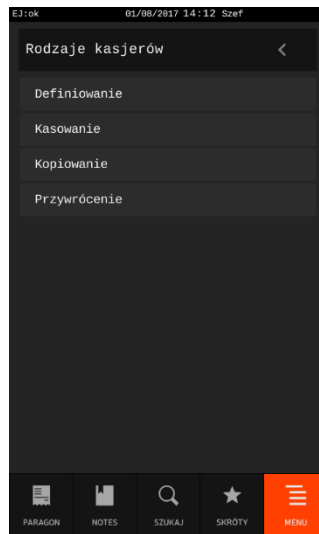 EJ:ok 01/08/2017 14:12 Szef
Rodzaje kasjerów
Definiowanie
Kasowanie
Kopiowanie
Przywrócenie
PARAGON NOTES SZUKAJ SKRÓTY MENU